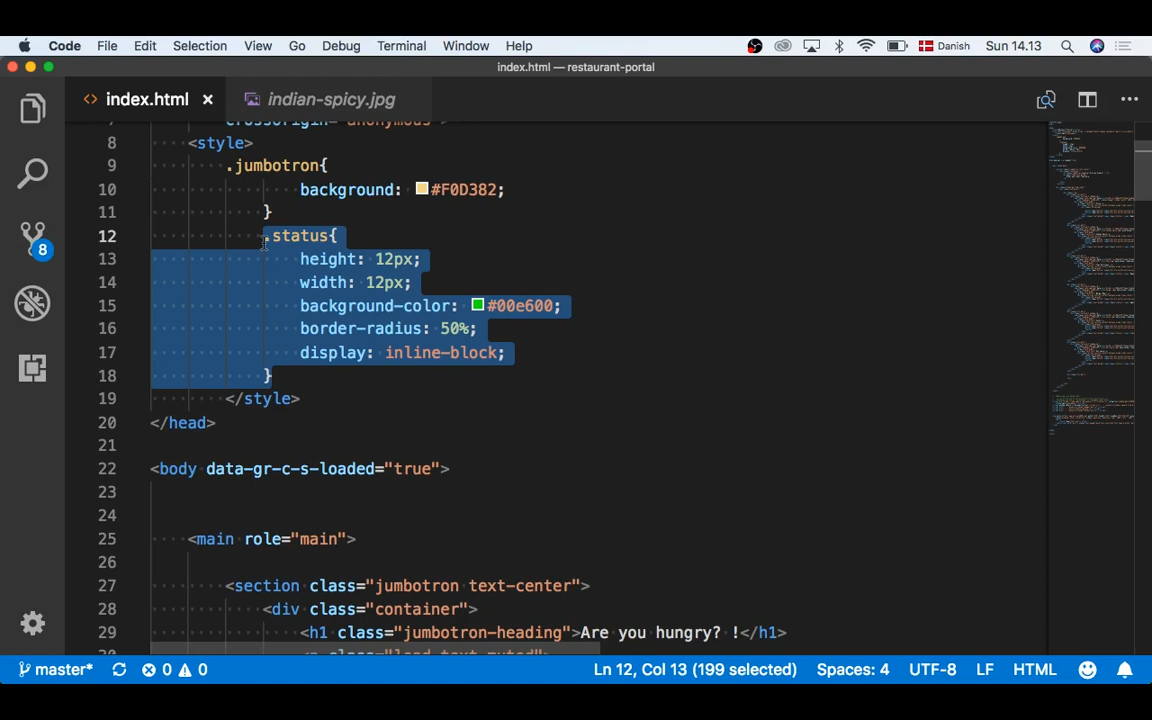 Code File Edit Selection View Go Debug Terminal Window Help Danish Sun 14.13
index.html — restaurant-portal
index.html × indian-spicy.jpg
crossorigin="anonymous">
8 <style>
9 .jumbotron{
10 background: #F0D382;
11 }
12 .status{
13 height: 12px;
14 width: 12px;
15 background-color: #00e600;
16 border-radius: 50%;
17 display: inline-block;
18 }
19 </style>
20 </head>
21
22 <body data-gr-c-s-loaded="true">
23
24
25 <main role="main">
26
27 <section class="jumbotron text-center">
28 <div class="container">
29 <h1 class="jumbotron-heading">Are you hungry? !</h1>
8
master* 0 0 Ln 12, Col 13 (199 selected) Spaces: 4 UTF-8 LF HTML